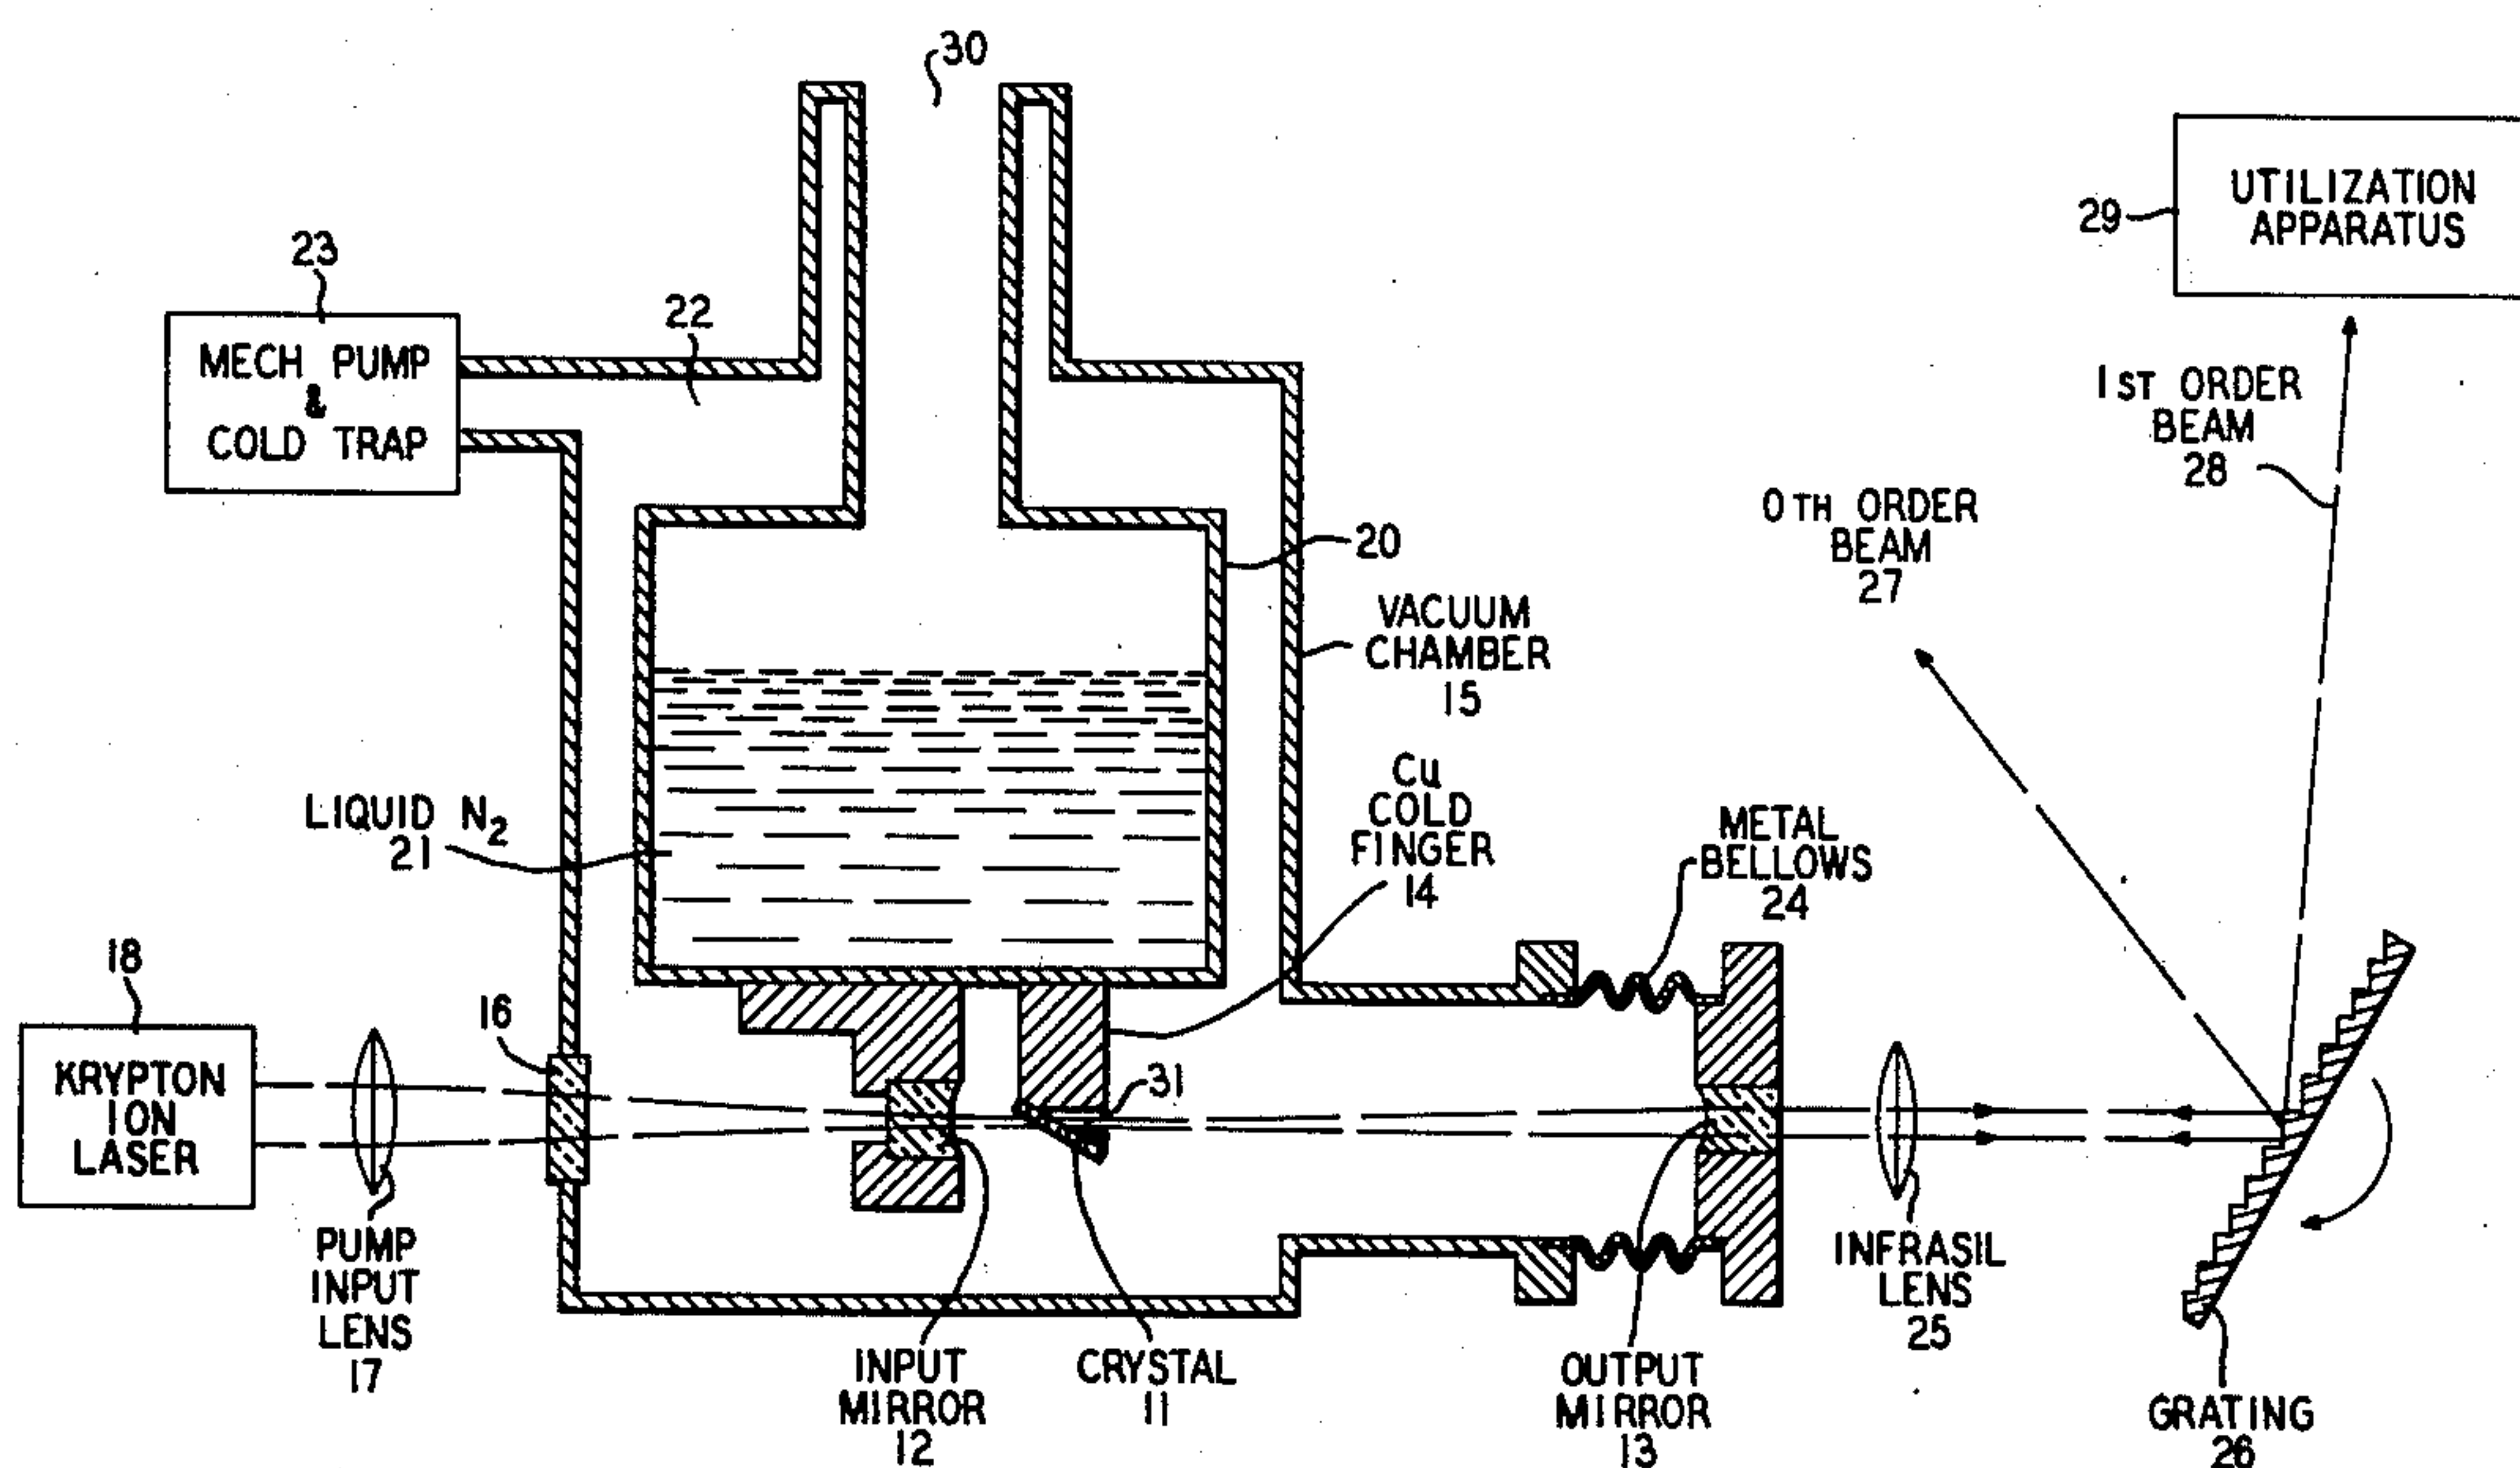 30
UTILIZATION
APPARATUS
29
23
MECH PUMP
&
COLD TRAP
22
1ST ORDER
BEAM
28
0TH ORDER
BEAM
27
20
VACUUM
CHAMBER
15
LIQUID N2
21
Cu
COLD
FINGER
14
METAL
BELLOWS
24
18
KRYPTON
ION
LASER
16
31
PUMP
INPUT
LENS
17
INPUT
MIRROR
12
CRYSTAL
11
OUTPUT
MIRROR
13
INFRASIL
LENS
25
GRATING
26